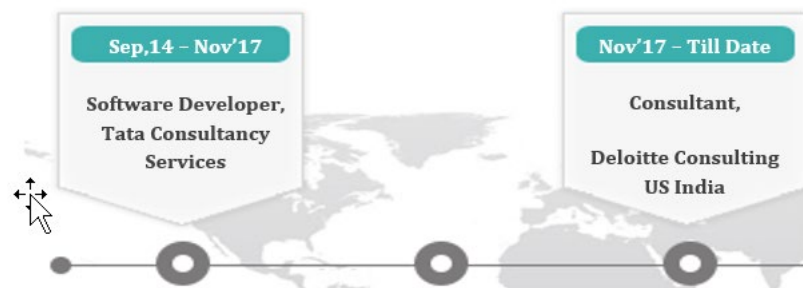 Sep,14 – Nov'17
Software Developer,
Tata Consultancy
Services
Nov'17 – Till Date
Consultant,
Deloitte Consulting
US India